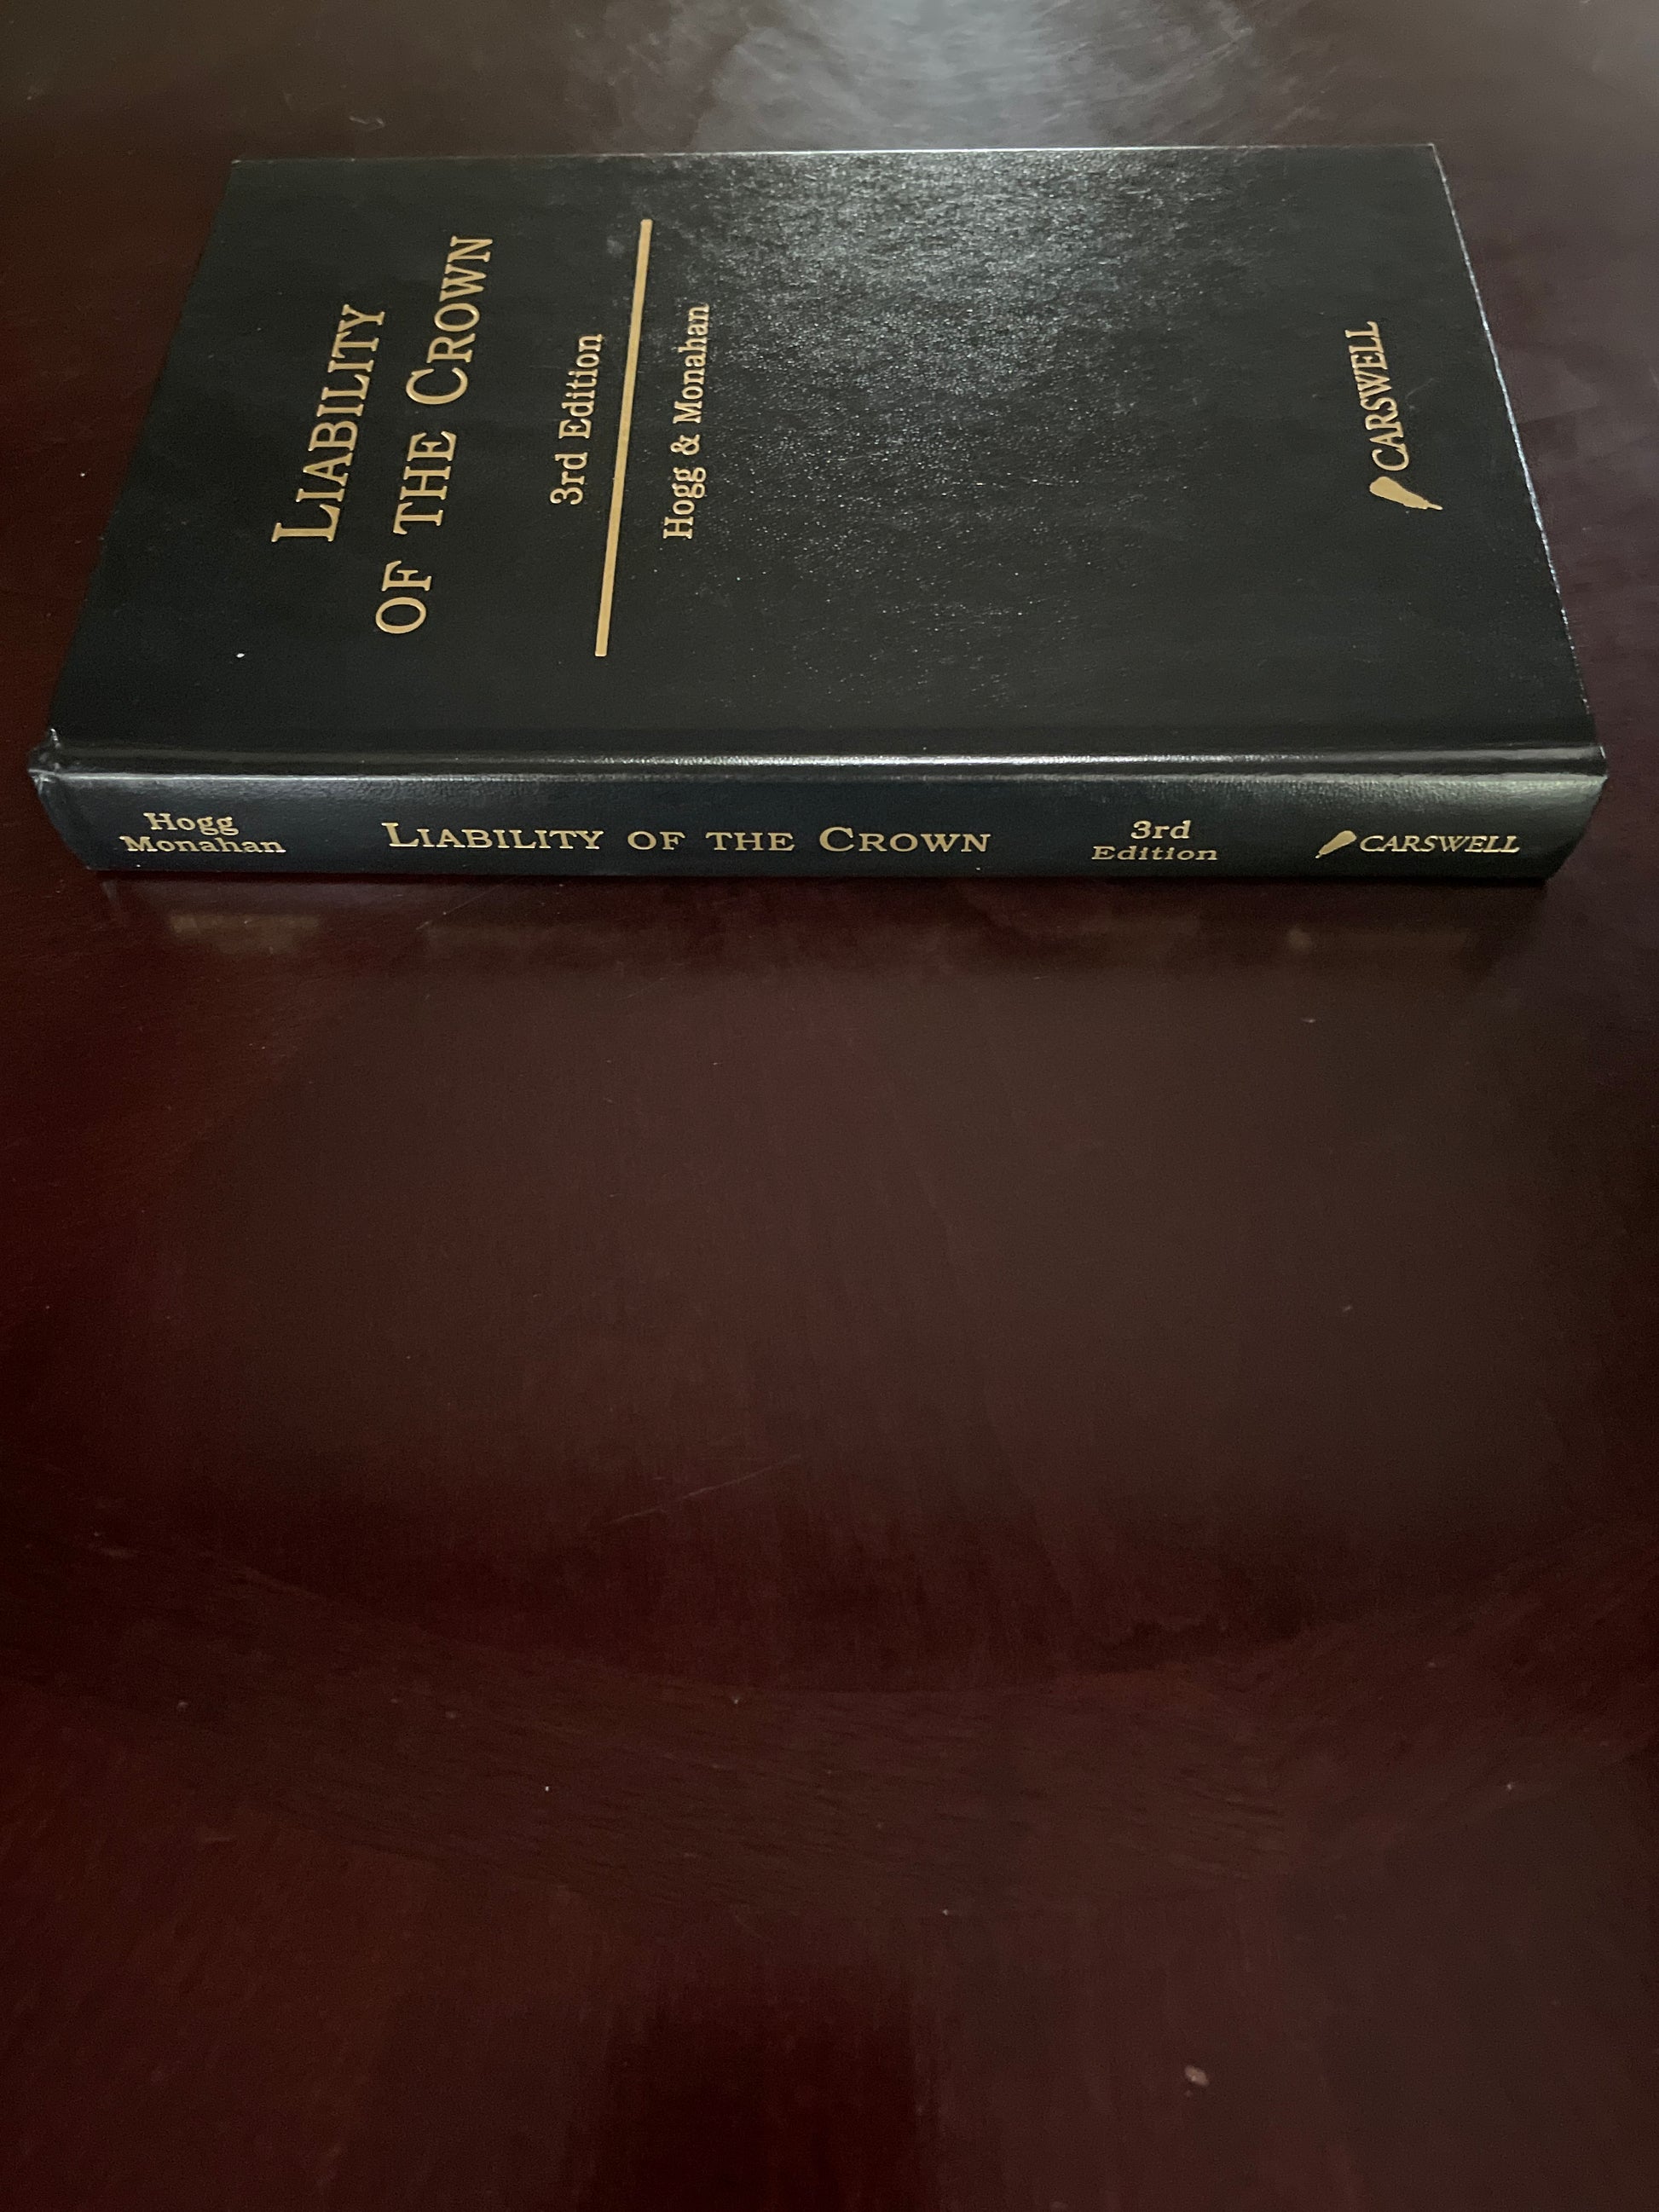 LIABILITY
OF THE CROWN
3rd Edition
Hogg & Monahan
CARSWELL
Hogg
Monahan
LIABILITY OF THE CROWN
3rd
Edition
CARSWELL